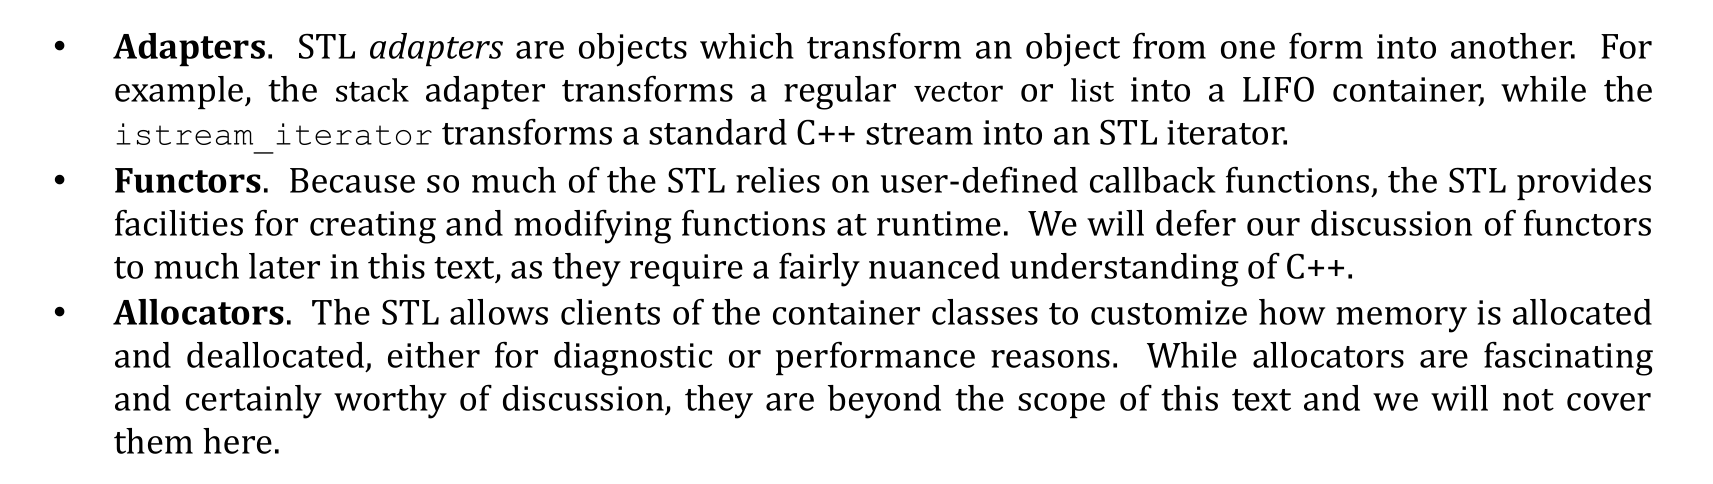 • Adapters. STL adapters are objects which transform an object from one form into another. For
example, the stack adapter transforms a regular vector or list into a LIFO container, while the
istream_iterator transforms a standard C++ stream into an STL iterator.
• Functors. Because so much of the STL relies on user-defined callback functions, the STL provides
facilities for creating and modifying functions at runtime. We will defer our discussion of functors
to much later in this text, as they require a fairly nuanced understanding of C++.
• Allocators. The STL allows clients of the container classes to customize how memory is allocated
and deallocated, either for diagnostic or performance reasons. While allocators are fascinating
and certainly worthy of discussion, they are beyond the scope of this text and we will not cover
them here.